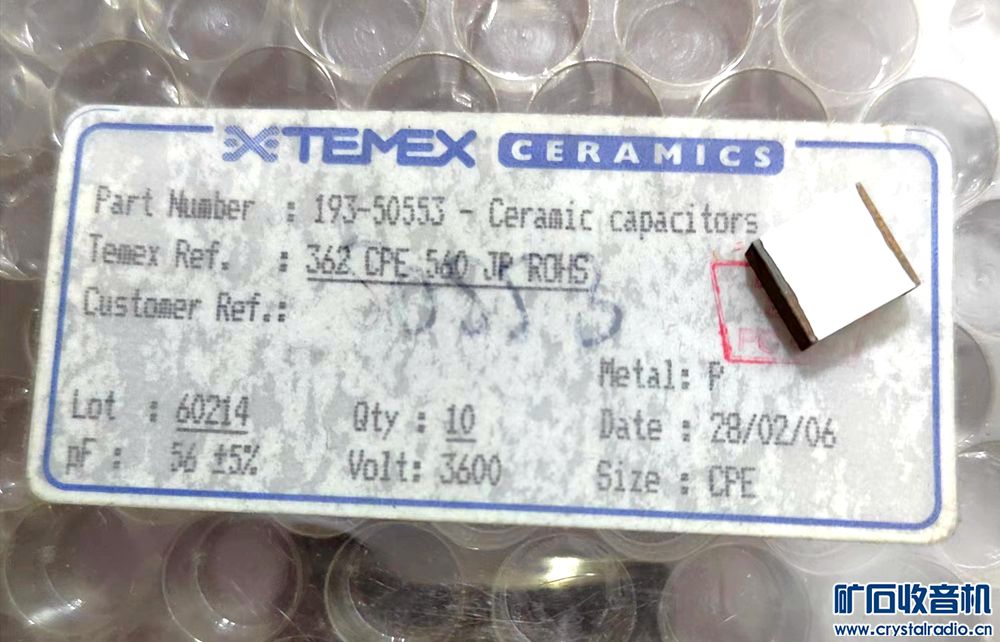 TEMEX CERAMICS
Part Number : 193-50553 - Ceramic capacitors
Temex Ref. : 362 CPE 560 JP ROHS
Customer Ref.:
Metal: P
Lot : 60214 Qty : 10 Date : 28/02/06
pF : 56 ±5% Volt: 3600 Size : CPE
矿石收音机
www.crystalradio.cn